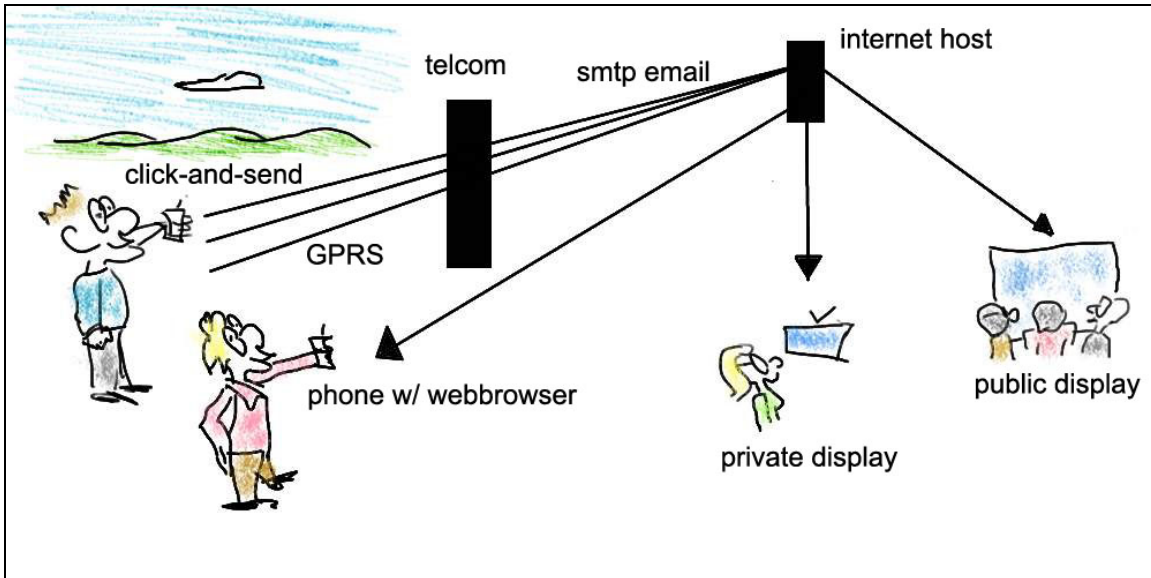 internet host
telcom
smtp email
click-and-send
GPRS
phone w/ webbrowser
public display
private display